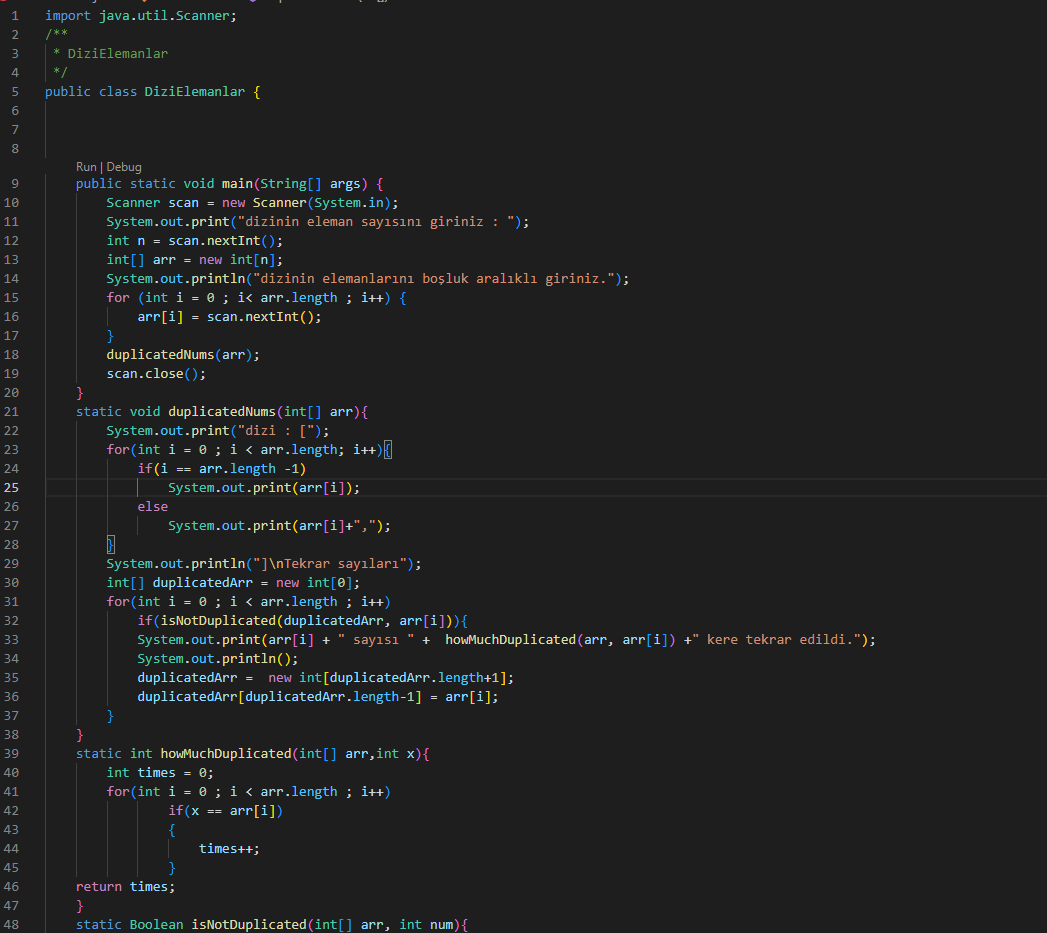 1 import java.util.Scanner;
2 /**
3 * DiziElemanlar
4 */
5 public class DiziElemanlar {
6
7
8
Run | Debug
9 public static void main(String[] args) {
10 Scanner scan = new Scanner(System.in);
11 System.out.print("dizinin eleman sayısını giriniz : ");
12 int n = scan.nextInt();
13 int[] arr = new int[n];
14 System.out.println("dizinin elemanlarını boşluk aralıklı giriniz.");
15 for (int i = 0 ; i< arr.length ; i++) {
16 arr[i] = scan.nextInt();
17 }
18 duplicatedNums(arr);
19 scan.close();
20 }
21 static void duplicatedNums(int[] arr){
22 System.out.print("dizi : [");
23 for(int i = 0 ; i < arr.length; i++){
24 if(i == arr.length -1)
25 System.out.print(arr[i]);
26 else
27 System.out.print(arr[i]+",");
28 }
29 System.out.println("]\nTekrar sayıları");
30 int[] duplicatedArr = new int[0];
31 for(int i = 0 ; i < arr.length ; i++)
32 if(isNotDuplicated(duplicatedArr, arr[i])){
33 System.out.print(arr[i] + " sayısı " +  howMuchDuplicated(arr, arr[i]) +" kere tekrar edildi.");
34 System.out.println();
35 duplicatedArr =  new int[duplicatedArr.length+1];
36 duplicatedArr[duplicatedArr.length-1] = arr[i];
37 }
38 }
39 static int howMuchDuplicated(int[] arr,int x){
40 int times = 0;
41 for(int i = 0 ; i < arr.length ; i++)
42 if(x == arr[i])
43 {
44 times++;
45 }
46 return times;
47 }
48 static Boolean isNotDuplicated(int[] arr, int num){